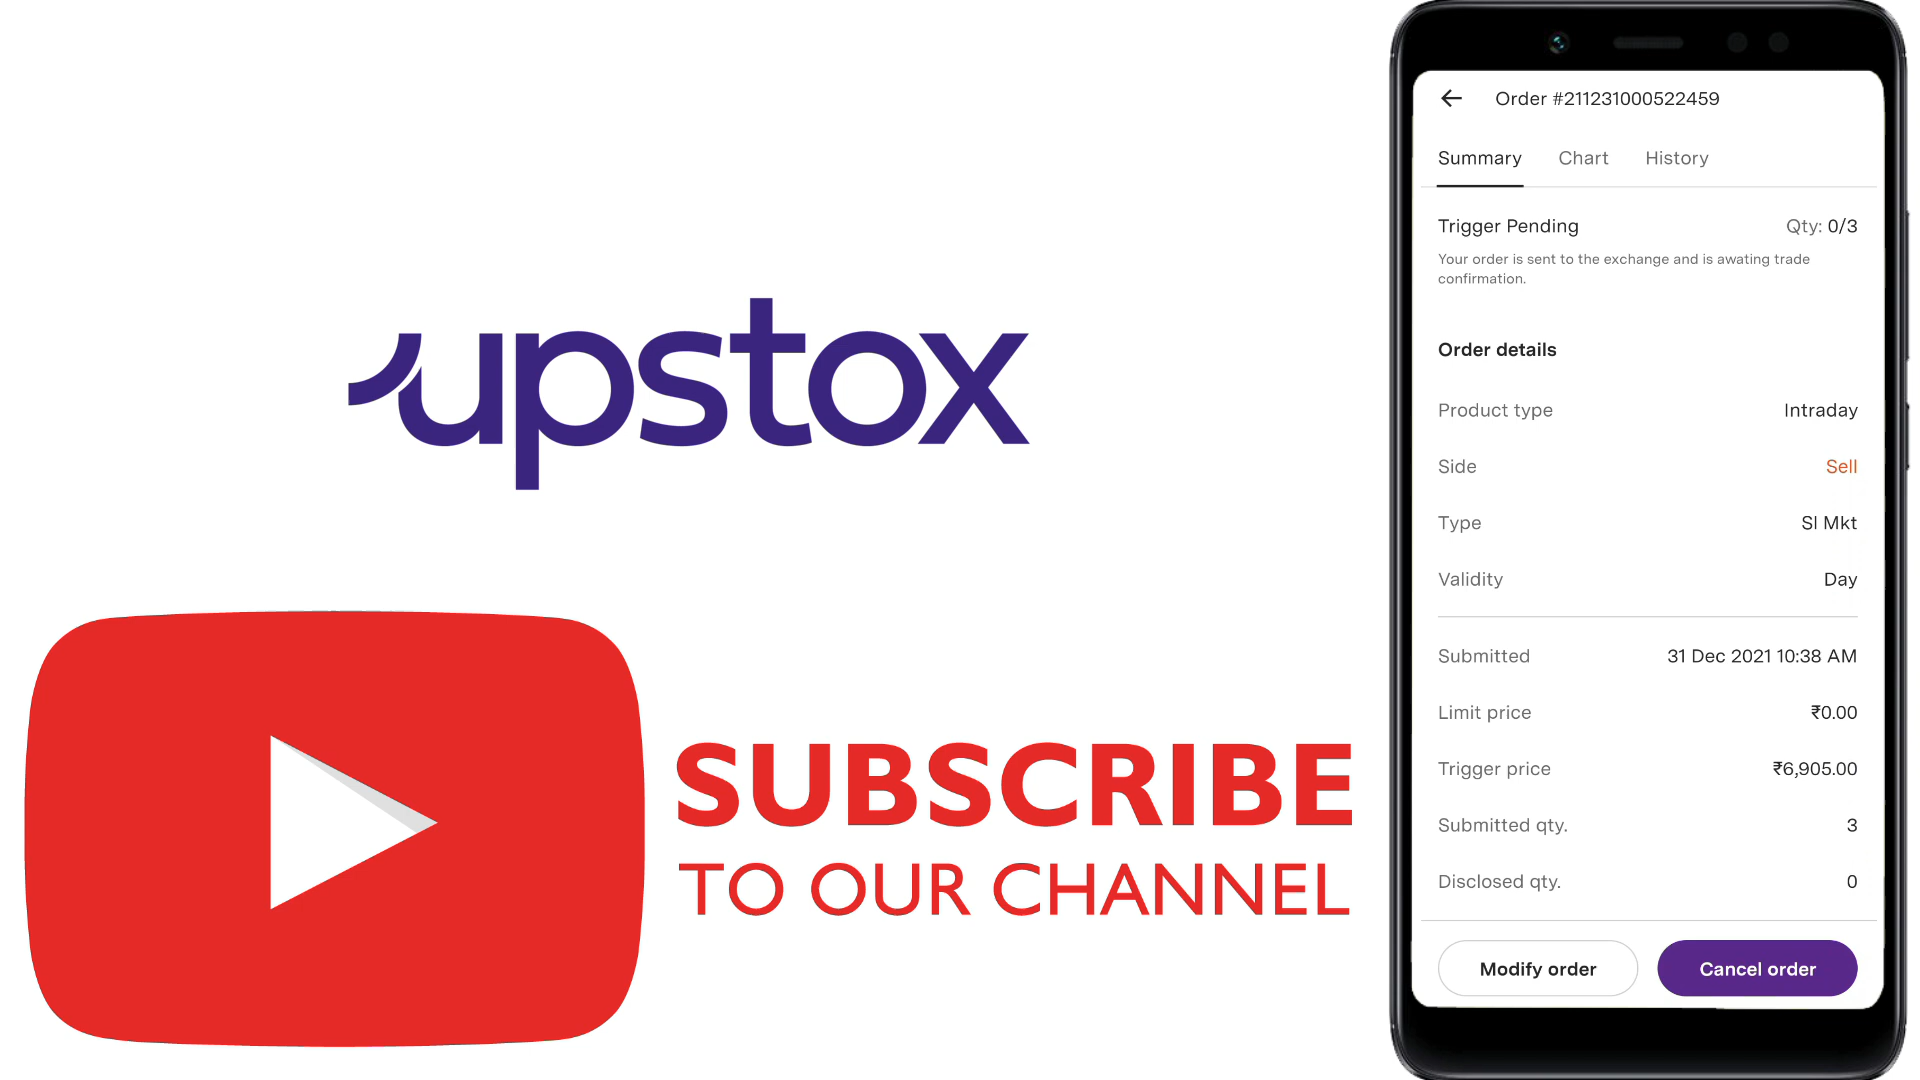 upstox
SUBSCRIBE
TO OUR CHANNEL
Order #211231000522459
Summary Chart History
Trigger Pending Qty: 0/3
Your order is sent to the exchange and is awating trade
confirmation.
Order details
Product type Intraday
Side Sell
Type Sl Mkt
Validity Day
Submitted 31 Dec 2021 10:38 AM
Limit price ₹0.00
Trigger price ₹6,905.00
Submitted qty. 3
Disclosed qty. 0
Modify order Cancel order